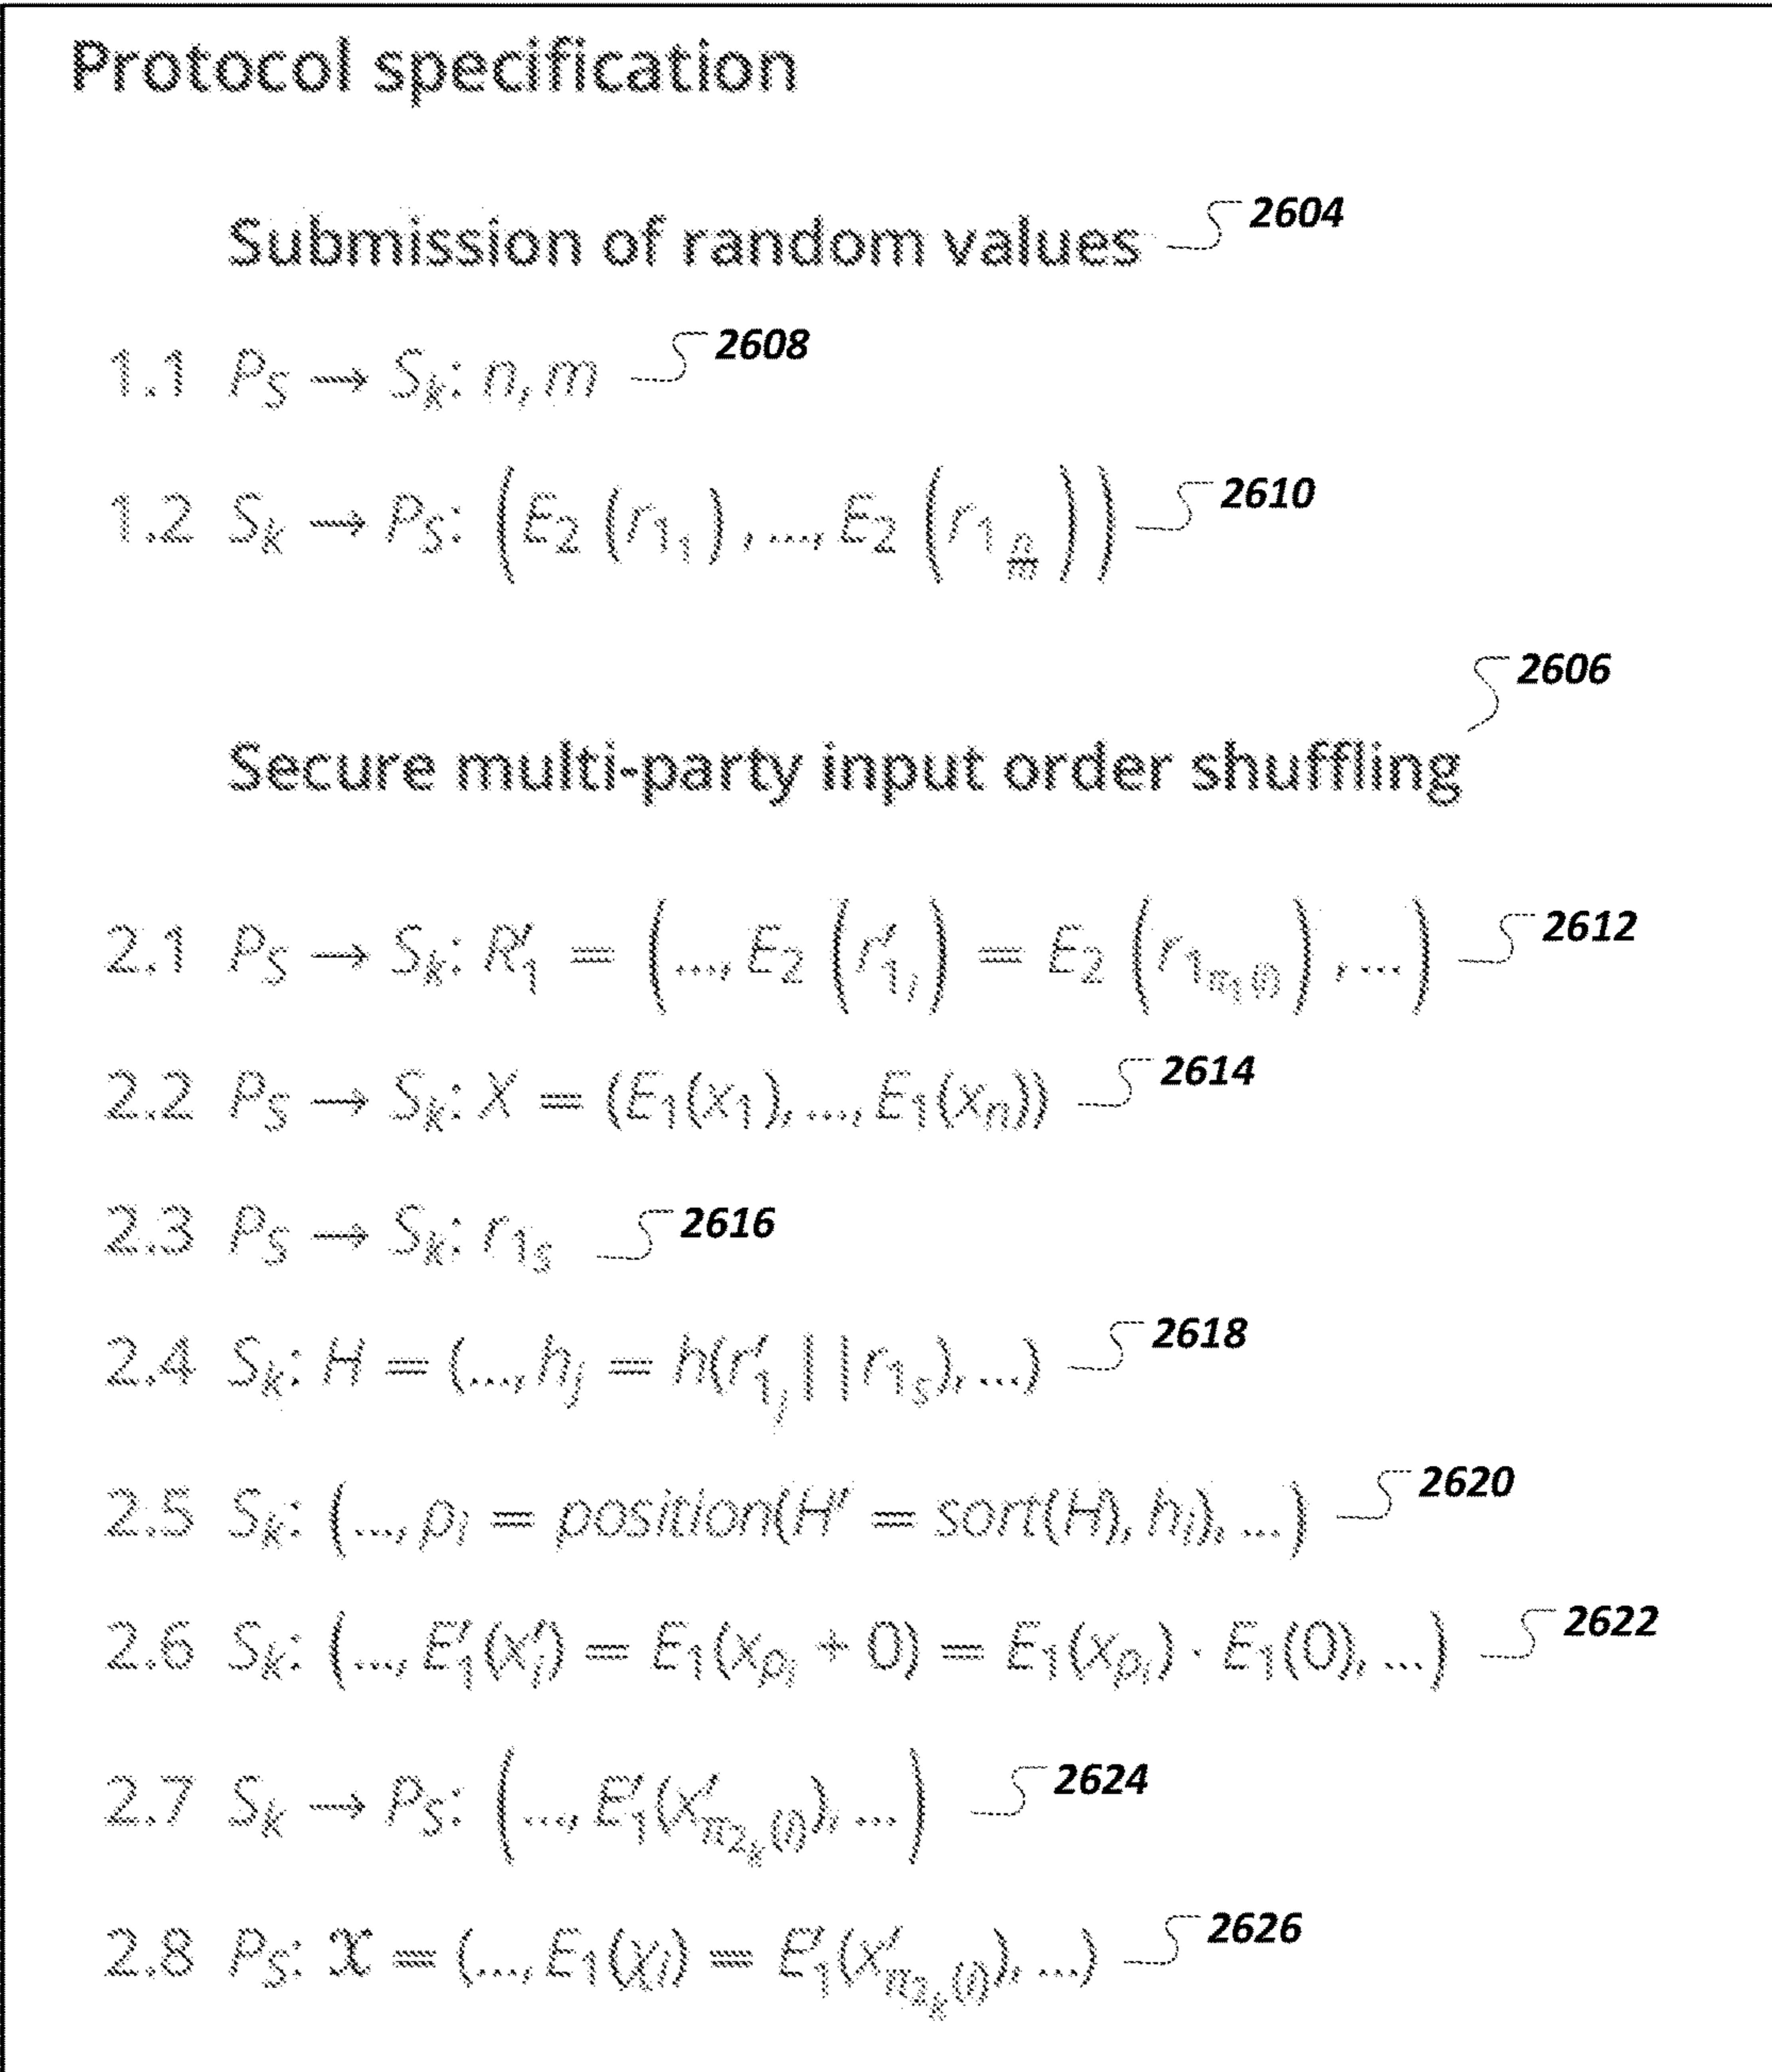 Protocol specification
Submission of random values 2604
1.1 P_S → S_k: n, m 2608
1.2 S_k → P_S: (E_2 (r_{1_1}), ..., E_2 (r_{1_{n/m}})) 2610
2606
Secure multi-party input order shuffling
2.1 P_S → S_k: R'_1 = (..., E_2 (r'_{1_j}) = E_2 (r_{1_{π_1(i)}}), ...) 2612
2.2 P_S → S_k: X = (E_1(x_1), ..., E_1(x_n)) 2614
2.3 P_S → S_k: r_{1_S} 2616
2.4 S_k: H = (..., h_j = h(r'_{1_j} || r_{1_S}), ...) 2618
2.5 S_k: (..., ρ_i = position(H' = sort(H), h_i), ...) 2620
2.6 S_k: (..., E'_1(x'_i) = E_1(x_{ρ_i} + 0) = E_1(x_{ρ_i}) · E_1(0), ...) 2622
2.7 S_k → P_S: (..., E'_1(x'_{π_{2_k}(i)}), ...) 2624
2.8 P_S: 𝒳 = (..., E_1(χ_i) = E'_1(x'_{π_{2_k}(i)}), ...) 2626